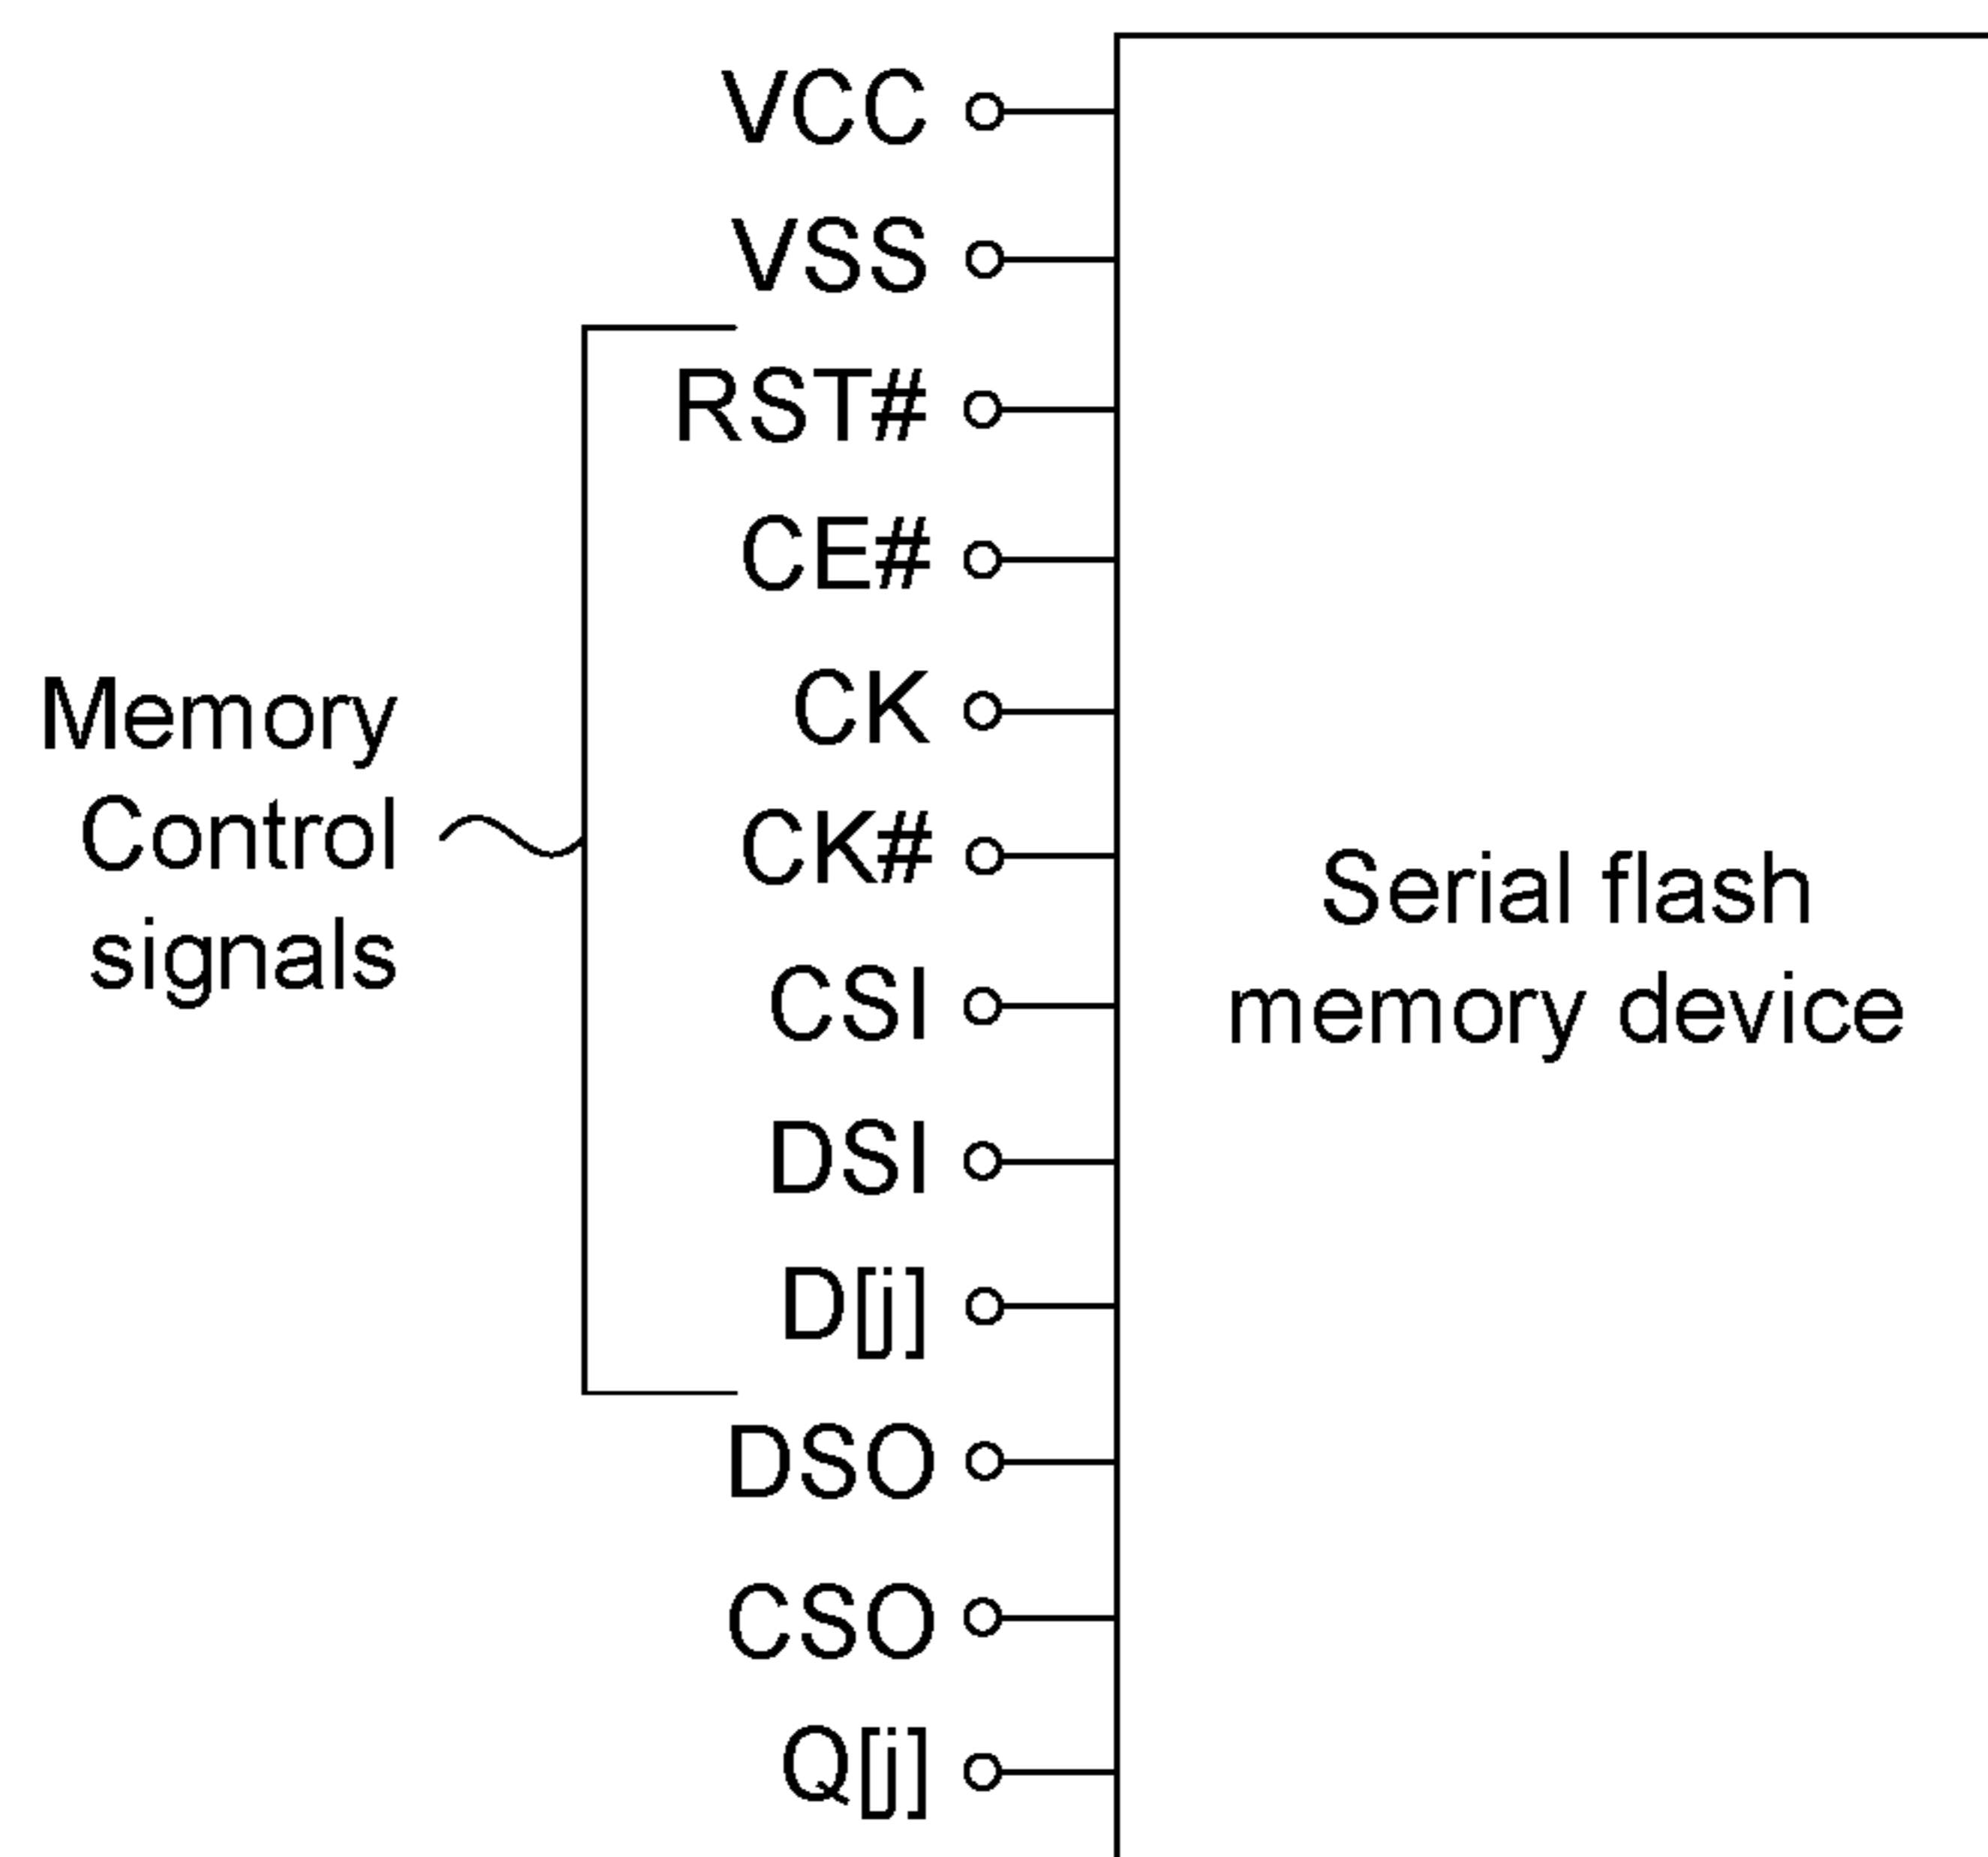 VCC
VSS
RST#
CE#
CK
CK#
CSI
DSI
D[j]
DSO
CSO
Q[j]
Memory
Control
signals
Serial flash
memory device